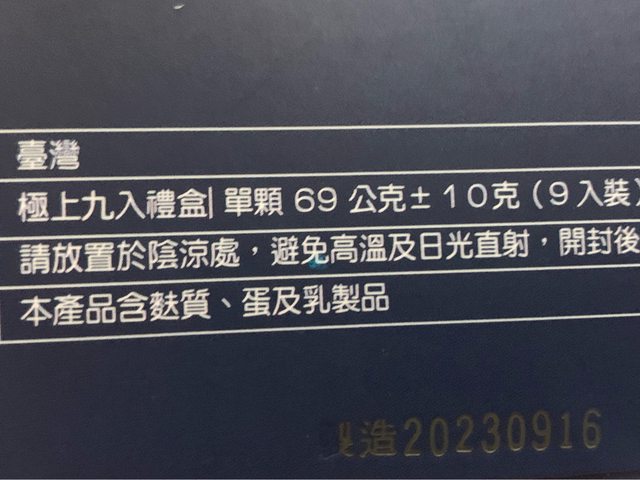 臺灣
極上九入禮盒| 單顆 69 公克± 10克 (9入裝)
請放置於陰涼處，避免高溫及日光直射，開封後
本產品含麩質、蛋及乳製品
製造20230916